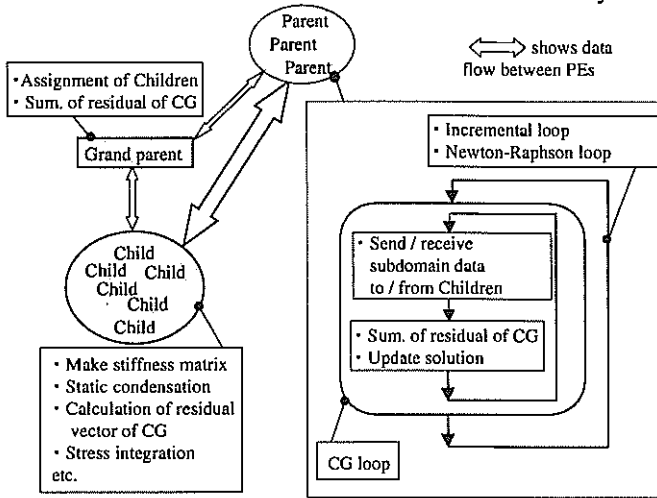 Parent
Parent
Parent
shows data
flow between PEs
・Assignment of Children
・Sum. of residual of CG
Grand parent
・Incremental loop
・Newton-Raphson loop
Child
Child Child
Child
Child
Child
・Send / receive
subdomain data
to / from Children
・Sum. of residual of CG
・Update solution
・Make stiffness matrix
・Static condensation
・Calculation of residual
vector of CG
・Stress integration
etc.
CG loop